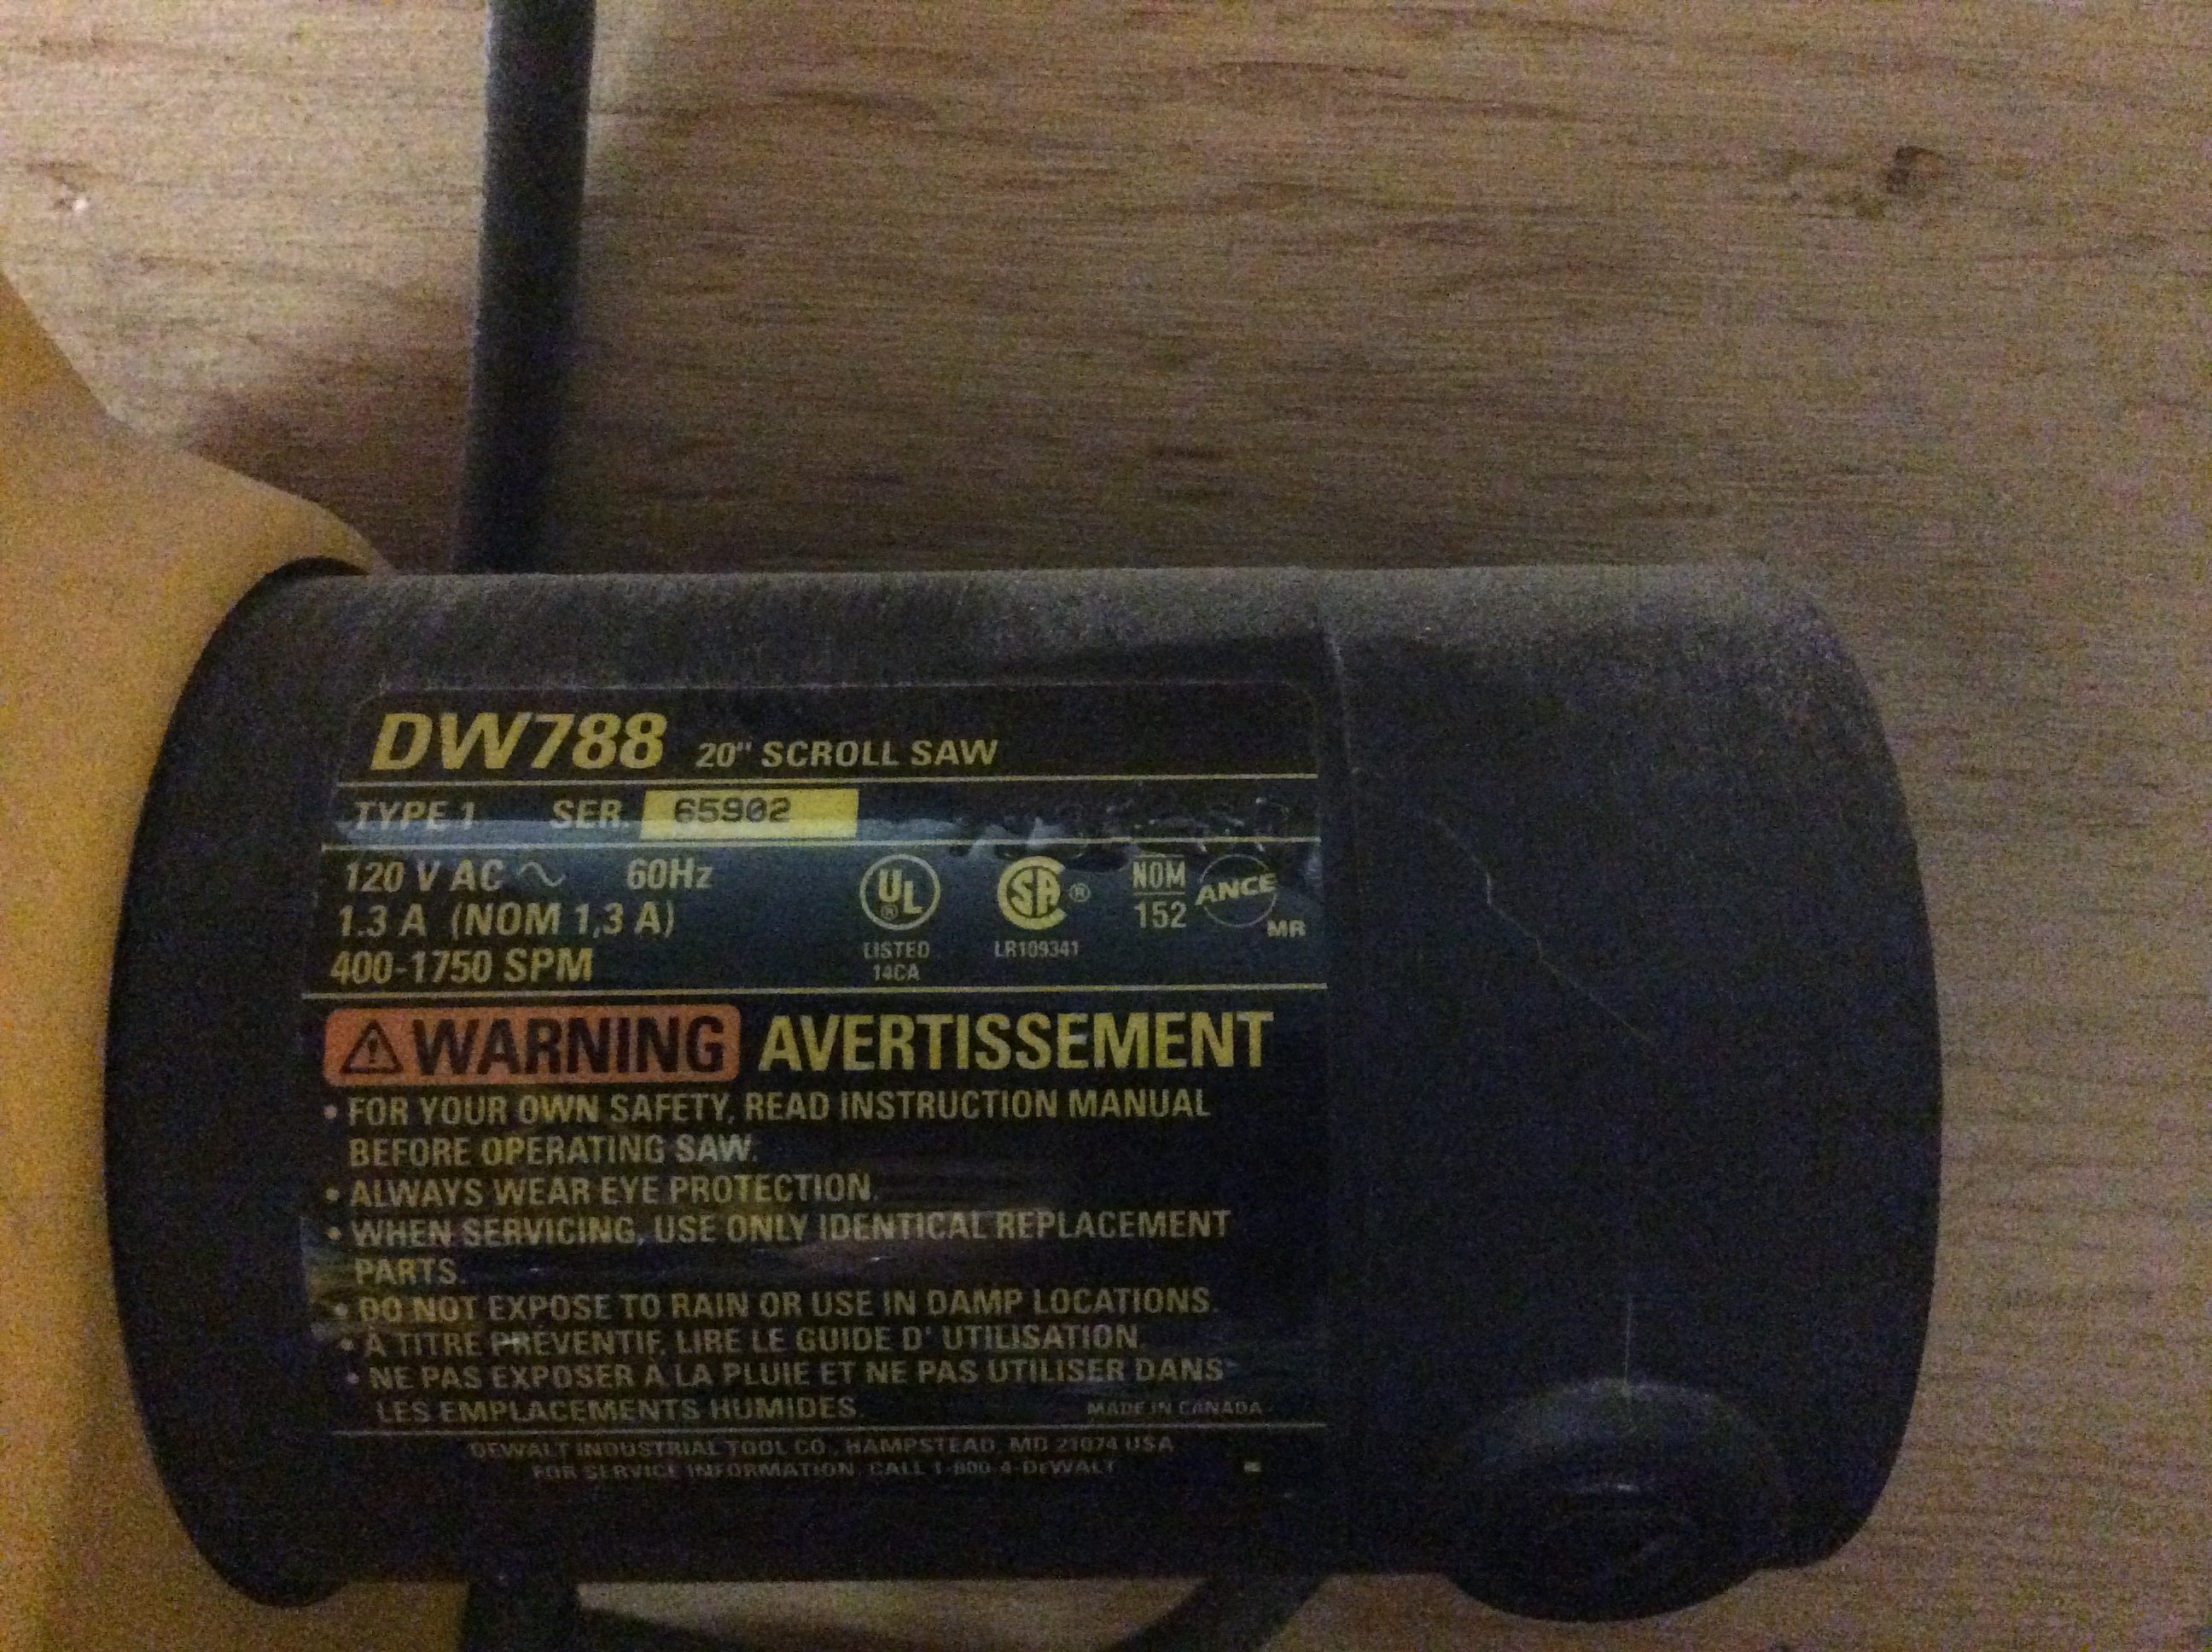 DW788 20" SCROLL SAW
TYPE 1 SER. 65902
120 V AC ~ 60Hz
1.3 A (NOM 1,3 A)
400-1750 SPM
UL ®
LISTED
14CA
SA ®
LR109341
NOM
152
ANCE
MR
⚠ WARNING AVERTISSEMENT
• FOR YOUR OWN SAFETY, READ INSTRUCTION MANUAL
BEFORE OPERATING SAW.
• ALWAYS WEAR EYE PROTECTION.
• WHEN SERVICING, USE ONLY IDENTICAL REPLACEMENT
PARTS.
• DO NOT EXPOSE TO RAIN OR USE IN DAMP LOCATIONS.
• À TITRE PRÉVENTIF, LIRE LE GUIDE D' UTILISATION.
• NE PAS EXPOSER À LA PLUIE ET NE PAS UTILISER DANS
LES EMPLACEMENTS HUMIDES.
MADE IN CANADA
DEWALT INDUSTRIAL TOOL CO., HAMPSTEAD, MD 21074 USA
FOR SERVICE INFORMATION, CALL 1-800-4-DEWALT